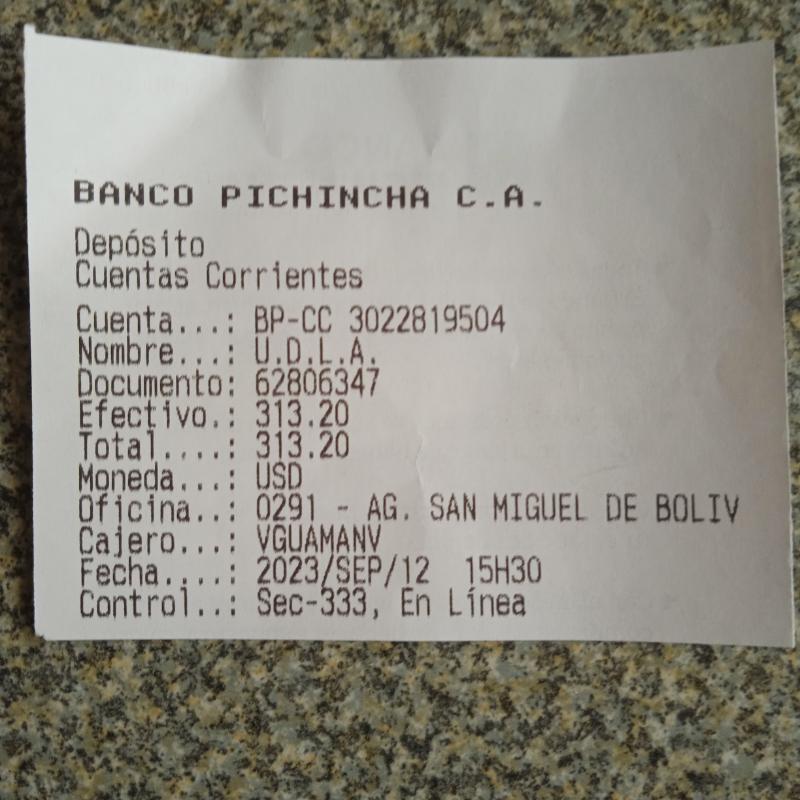 BANCO PICHINCHA C.A.
Depósito
Cuentas Corrientes
Cuenta...: BP-CC 3022819504
Nombre...: U.D.L.A.
Documento: 62806347
Efectivo.: 313.20
Total....: 313.20
Moneda...: USD
Oficina..: 0291 - AG. SAN MIGUEL DE BOLIV
Cajero...: VGUAMANV
Fecha....: 2023/SEP/12 15H30
Control..: Sec-333, En Línea